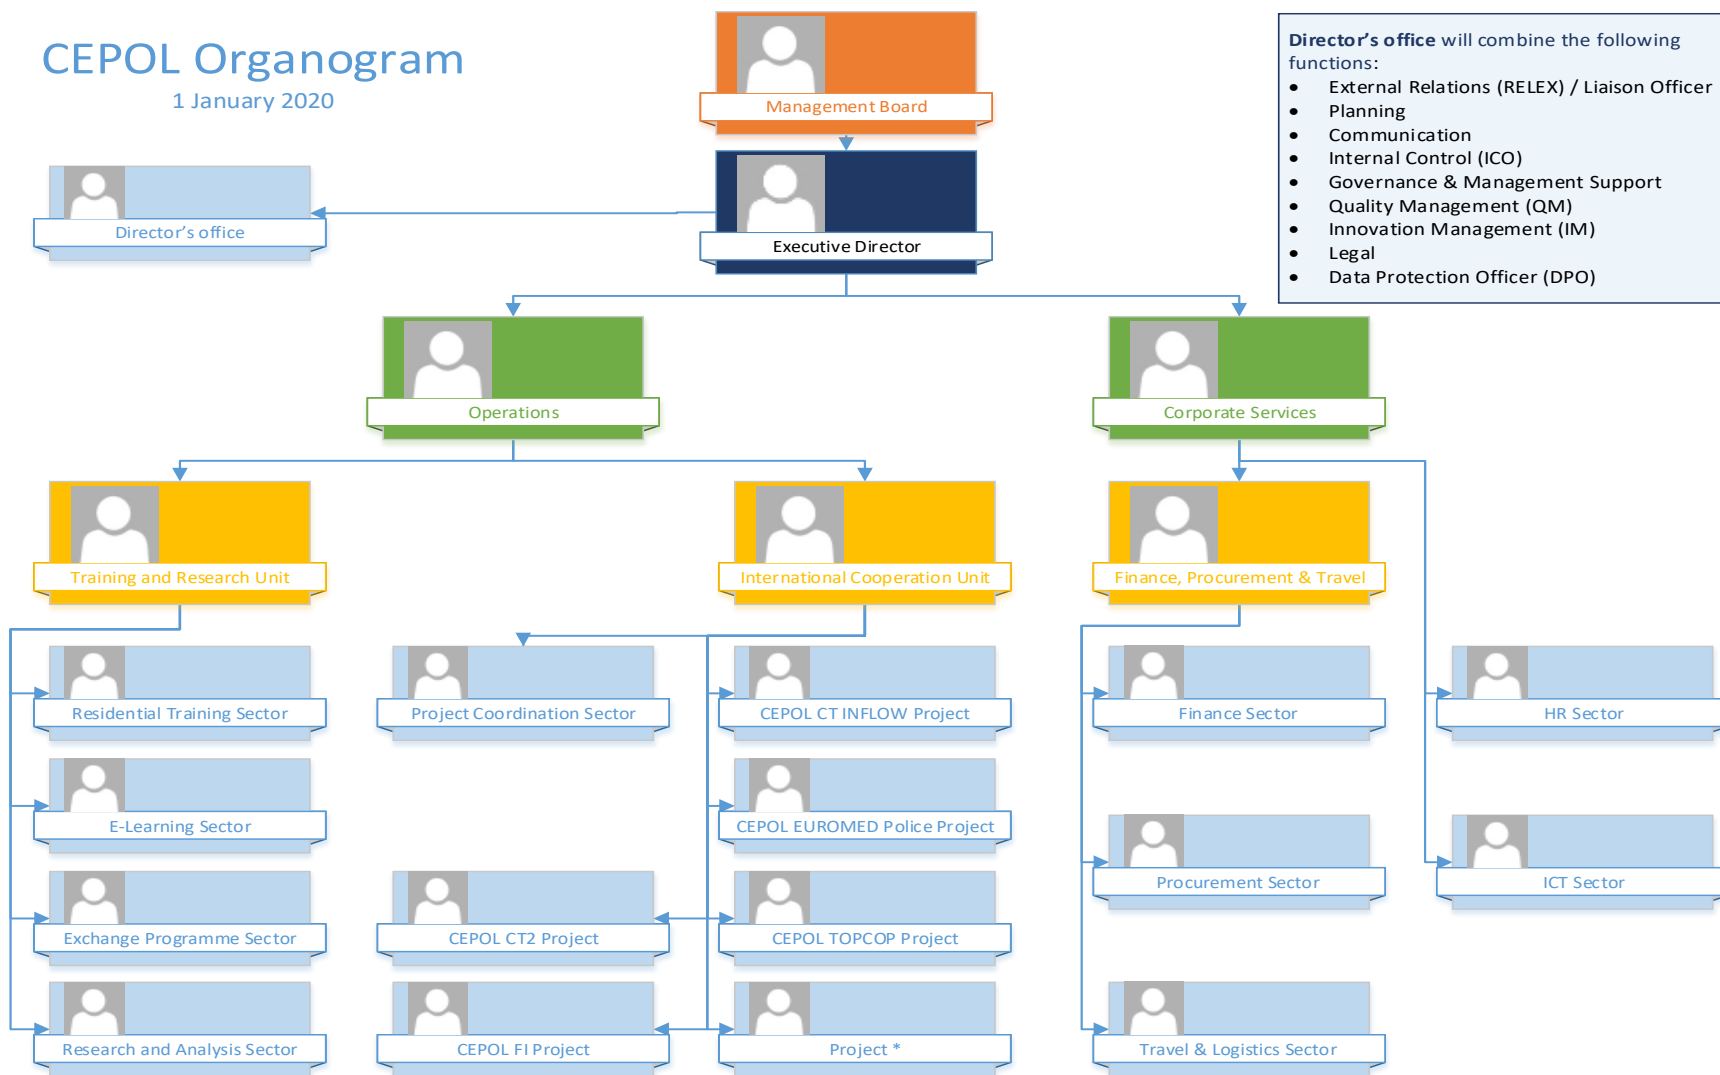 CEPOL Organogram
1 January 2020
Director's office will combine the following
functions:
• External Relations (RELEX) / Liaison Officer
• Planning
• Communication
• Internal Control (ICO)
• Governance & Management Support
• Quality Management (QM)
• Innovation Management (IM)
• Legal
• Data Protection Officer (DPO)
Management Board
Director's office
Executive Director
Operations
Corporate Services
Training and Research Unit
International Cooperation Unit
Finance, Procurement & Travel
Residential Training Sector
Project Coordination Sector
CEPOL CT INFLOW Project
Finance Sector
HR Sector
E-Learning Sector
CEPOL EUROMED Police Project
Procurement Sector
ICT Sector
Exchange Programme Sector
CEPOL CT2 Project
CEPOL TOPCOP Project
Research and Analysis Sector
CEPOL FI Project
Project *
Travel & Logistics Sector